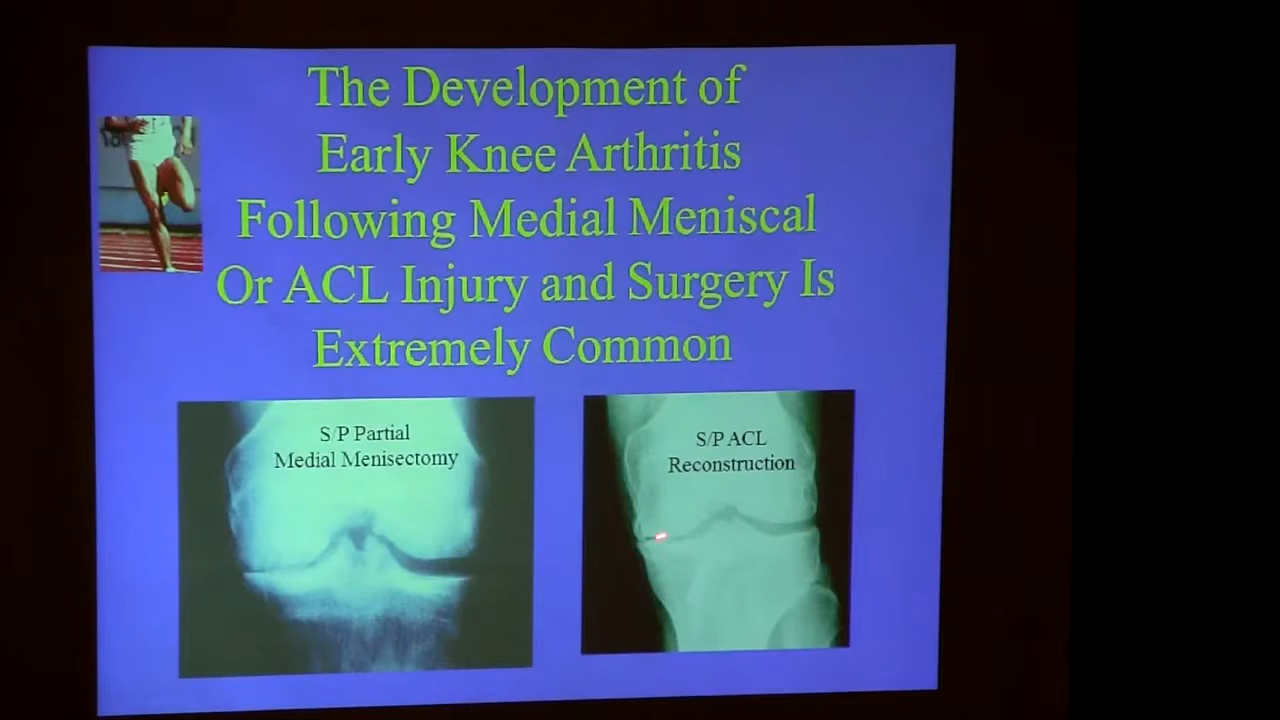 The Development of
Early Knee Arthritis
Following Medial Meniscal
Or ACL Injury and Surgery Is
Extremely Common
S/P Partial
Medial Menisectomy
S/P ACL
Reconstruction